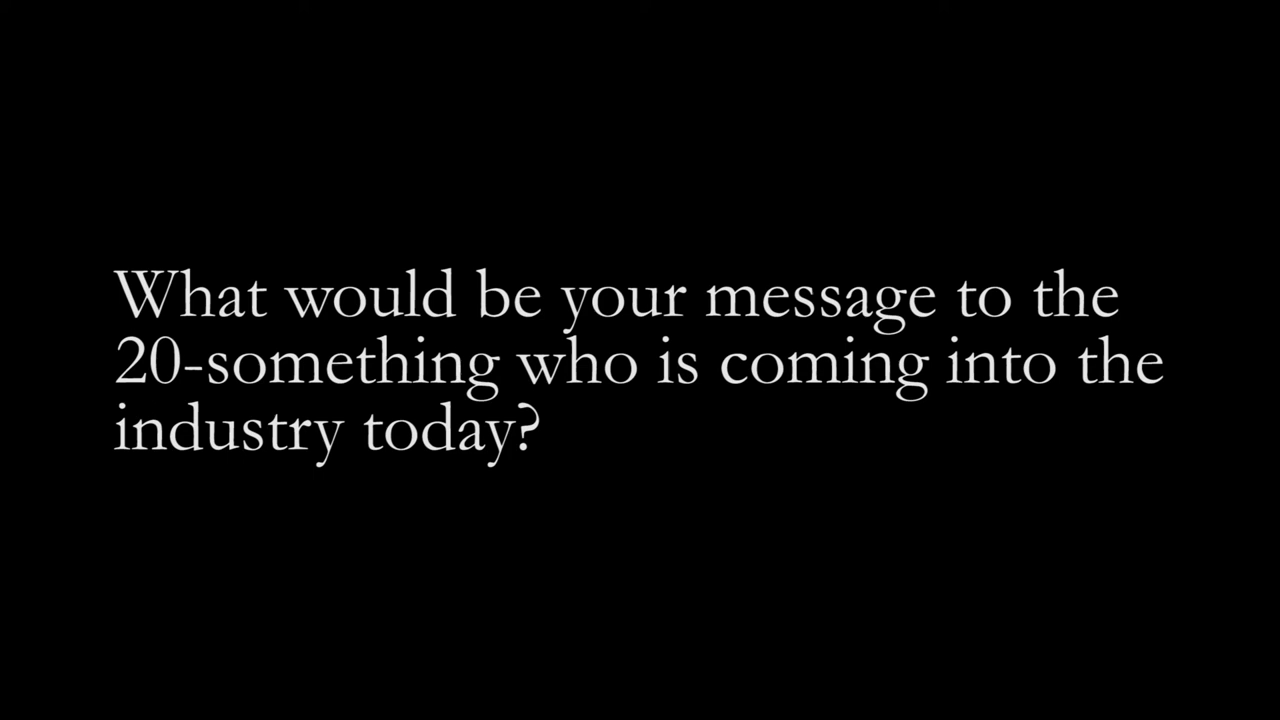 What would be your message to the
20-something who is coming into the
industry today?